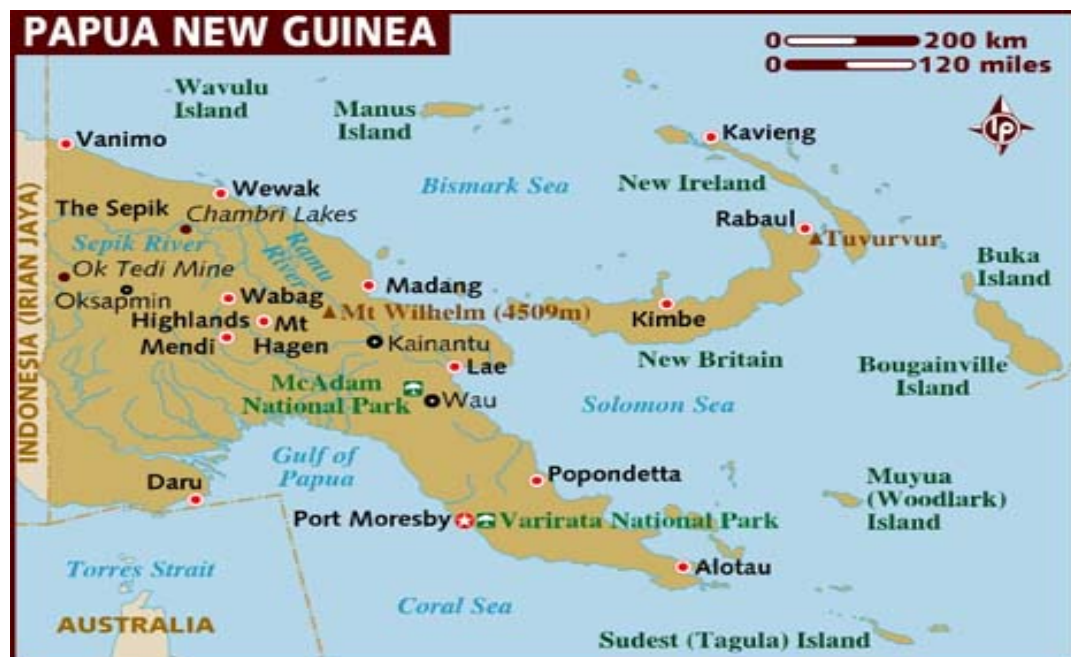 PAPUA NEW GUINEA
0 200 km
0 120 miles
Wavulu
Island
Manus
Island
Kavieng
lp
Vanimo
Bismark Sea
New Ireland
Wewak
The Sepik
Chambri Lakes
Rabaul
Tuvurvur
Sepik River
Ramu
River
Buka
Island
Ok Tedi Mine
Madang
Oksapmin
Wabag
Mt Wilhelm (4509m)
Kimbe
Highlands
Mt
Hagen
Mendi
Kainantu
New Britain
Bougainville
Island
Lae
McAdam
National Park
Wau
Solomon Sea
INDONESIA (IRIAN JAYA)
Gulf of
Papua
Popondetta
Daru
Muyua
(Woodlark)
Island
Port Moresby
Varirata National Park
Torres Strait
Alotau
Coral Sea
AUSTRALIA
Sudest (Tagula) Island